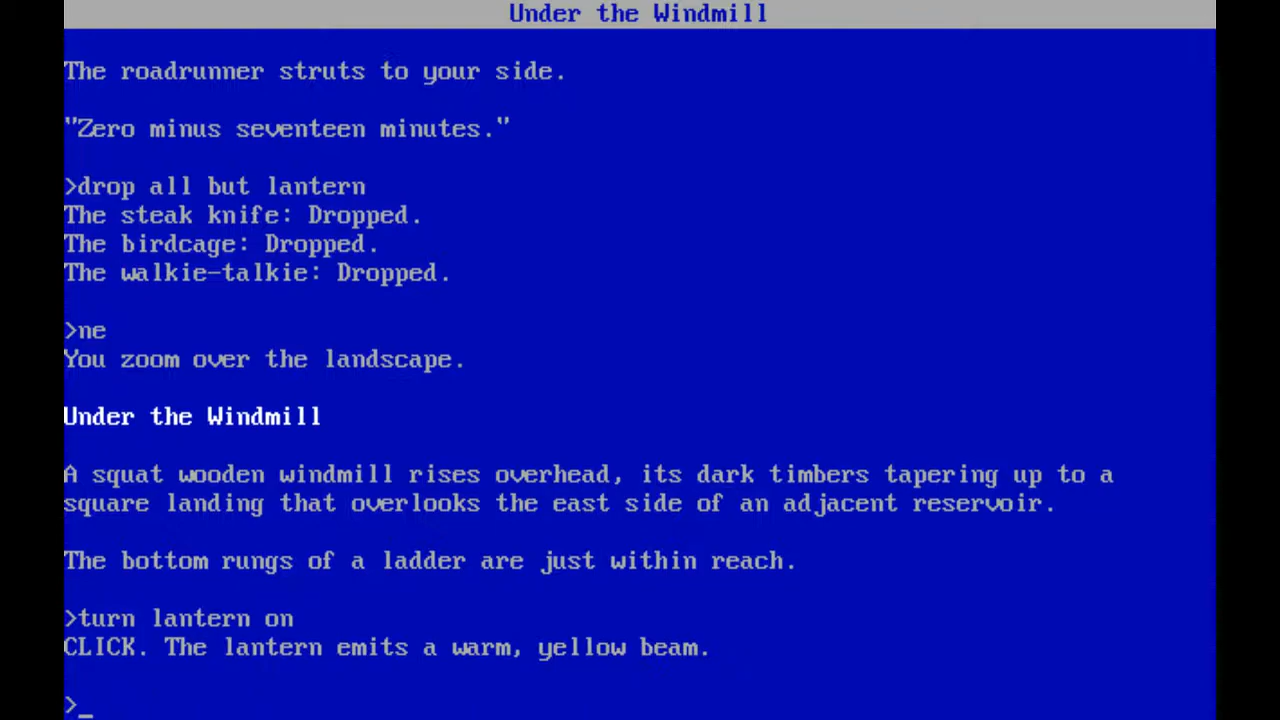 Under the Windmill
The roadrunner struts to your side.
"Zero minus seventeen minutes."
>drop all but lantern
The steak knife: Dropped.
The birdcage: Dropped.
The walkie-talkie: Dropped.
>ne
You zoom over the landscape.
Under the Windmill
A squat wooden windmill rises overhead, its dark timbers tapering up to a
square landing that overlooks the east side of an adjacent reservoir.
The bottom rungs of a ladder are just within reach.
>turn lantern on
CLICK. The lantern emits a warm, yellow beam.
>_